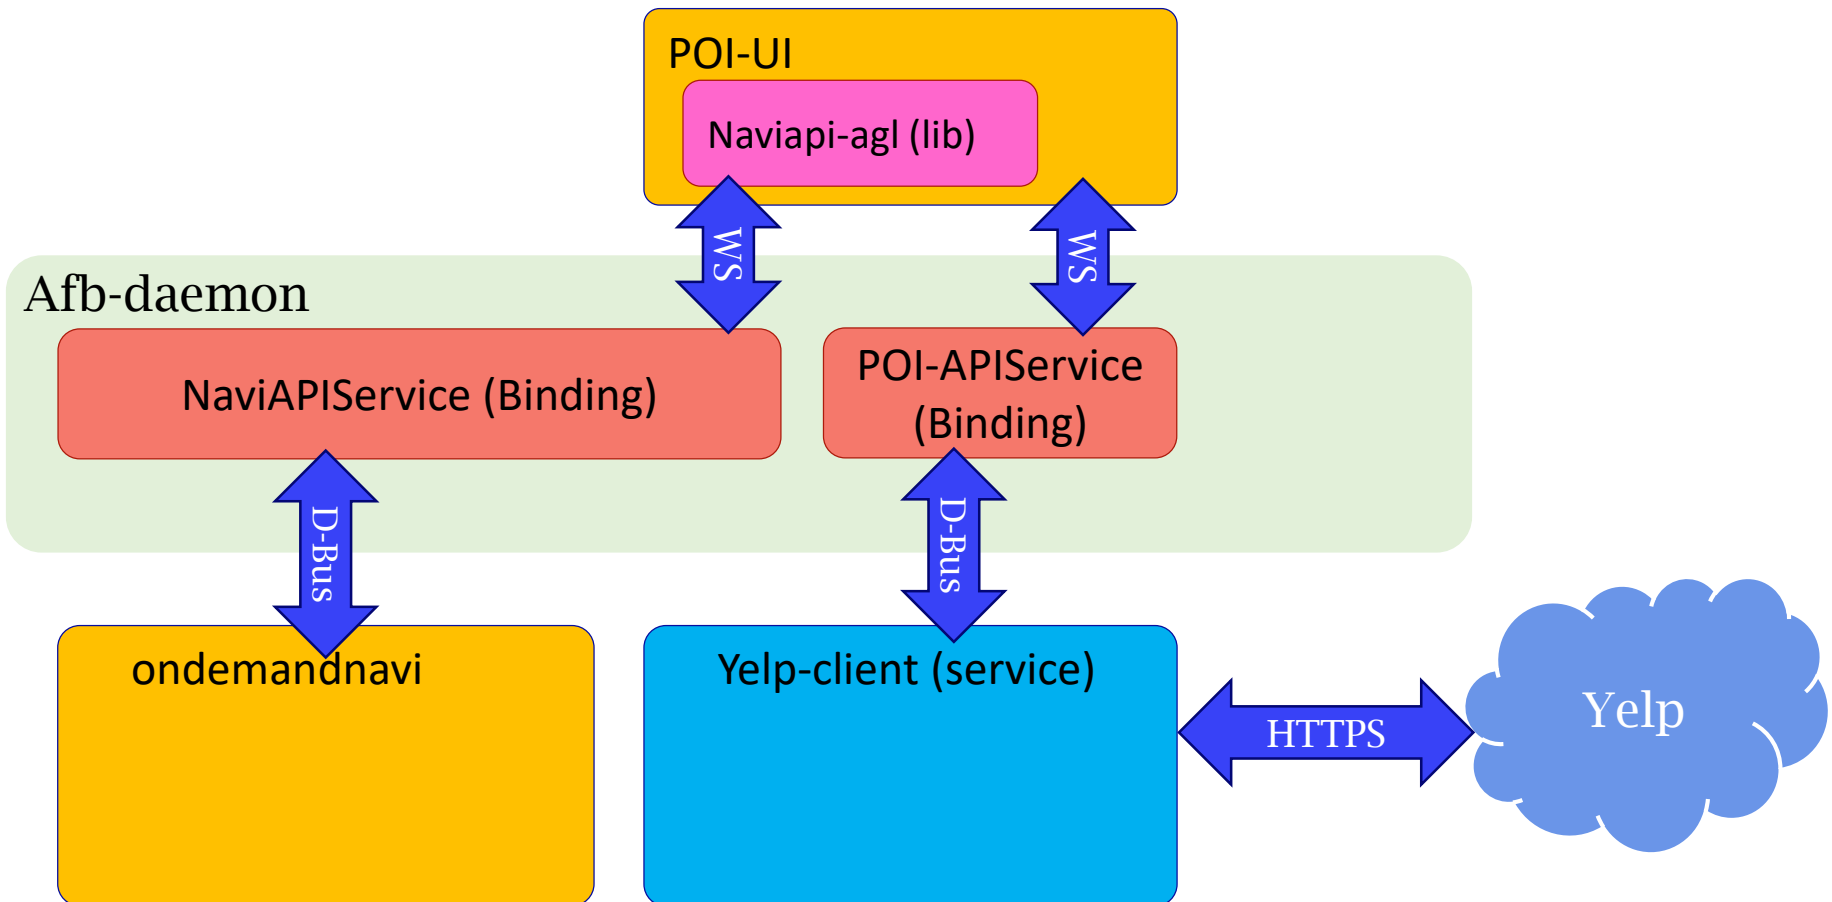 POI-UI
Naviapi-agl (lib)
WS
WS
Afb-daemon
NaviAPIService (Binding)
POI-APIService
(Binding)
D-Bus
D-Bus
ondemandnavi
Yelp-client (service)
HTTPS
Yelp